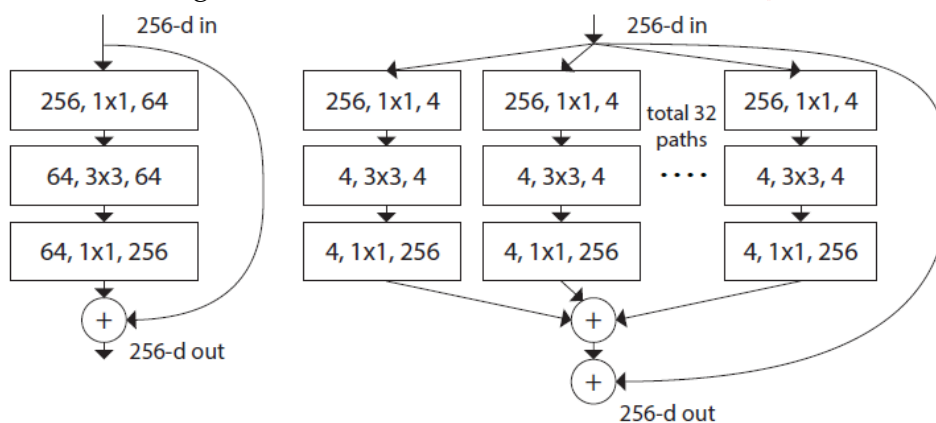 256-d in
256, 1x1, 64
64, 3x3, 64
64, 1x1, 256
+
256-d out
256-d in
256, 1x1, 4
256, 1x1, 4
total 32
paths
....
256, 1x1, 4
4, 3x3, 4
4, 3x3, 4
4, 3x3, 4
4, 1x1, 256
4, 1x1, 256
4, 1x1, 256
+
+
256-d out